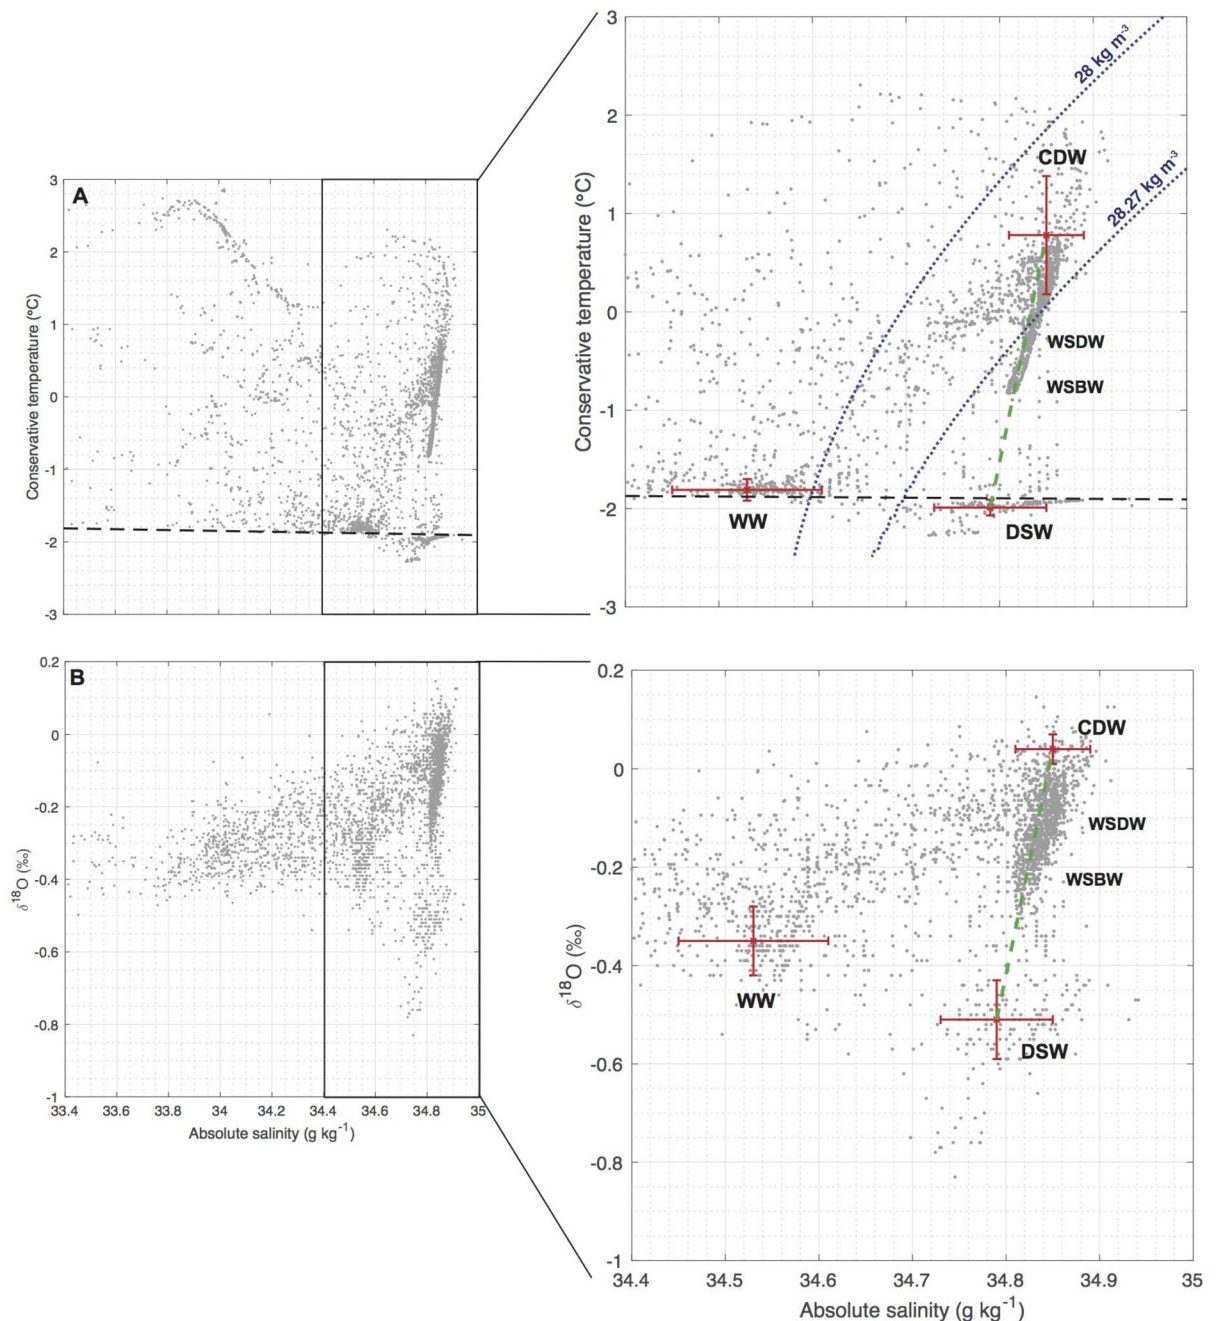 A
3
2
1
0
-1
-2
-3
Conservative temperature (°C)
3
2
1
0
-1
-2
-3
Conservative temperature (°C)
28 kg m-3
28.27 kg m-3
CDW
WSDW
WSBW
WW
DSW
B
0.2
0
-0.2
-0.4
-0.6
-0.8
-1
δ18O (‰)
33.4 33.6 33.8 34 34.2 34.4 34.6 34.8 35
Absolute salinity (g kg-1)
0.2
0
-0.2
-0.4
-0.6
-0.8
-1
δ18O (‰)
CDW
WSDW
WSBW
WW
DSW
34.4 34.5 34.6 34.7 34.8 34.9 35
Absolute salinity (g kg-1)